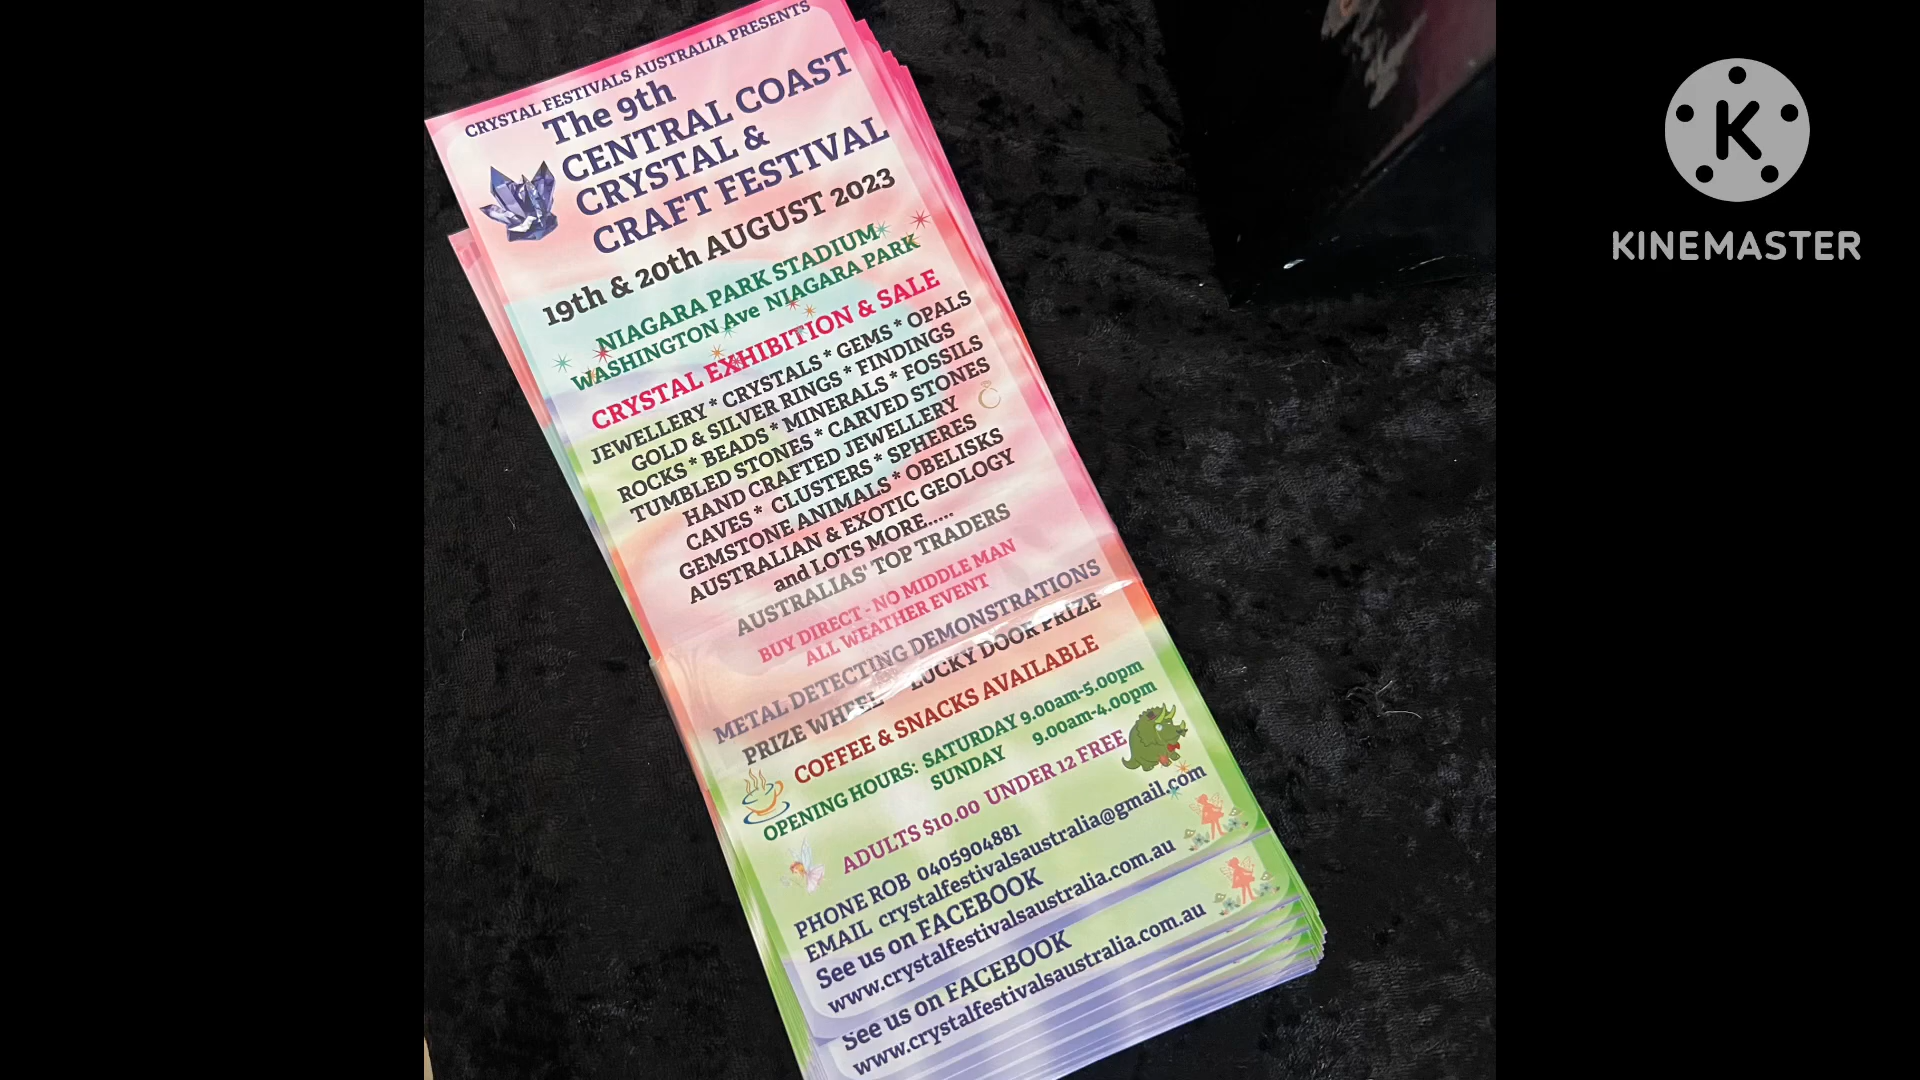 CRYSTAL FESTIVALS AUSTRALIA PRESENTS
The 9th
CENTRAL COAST
CRYSTAL &
CRAFT FESTIVAL
19th & 20th AUGUST 2023
NIAGARA PARK STADIUM
WASHINGTON Ave NIAGARA PARK
CRYSTAL EXHIBITION & SALE
JEWELLERY * CRYSTALS * GEMS * OPALS
GOLD & SILVER RINGS * FINDINGS
ROCKS * BEADS * MINERALS * FOSSILS
TUMBLED STONES * CARVED STONES
HAND CRAFTED JEWELLERY
CAVES * CLUSTERS * SPHERES
GEMSTONE ANIMALS * OBELISKS
AUSTRALIAN & EXOTIC GEOLOGY
and LOTS MORE.....
AUSTRALIAS' TOP TRADERS
BUY DIRECT - NO MIDDLE MAN
ALL WEATHER EVENT
METAL DETECTING DEMONSTRATIONS
PRIZE WHEEL LUCKY DOOR PRIZE
COFFEE & SNACKS AVAILABLE
OPENING HOURS: SATURDAY 9.00am-5.00pm
SUNDAY 9.00am-4.00pm
ADULTS $10.00 UNDER 12 FREE
PHONE ROB 0405904881
EMAIL crystalfestivalsaustralia@gmail.com
See us on FACEBOOK
www.crystalfestivalsaustralia.com.au
See us on FACEBOOK
www.crystalfestivalsaustralia.com.au
K
KINEMASTER